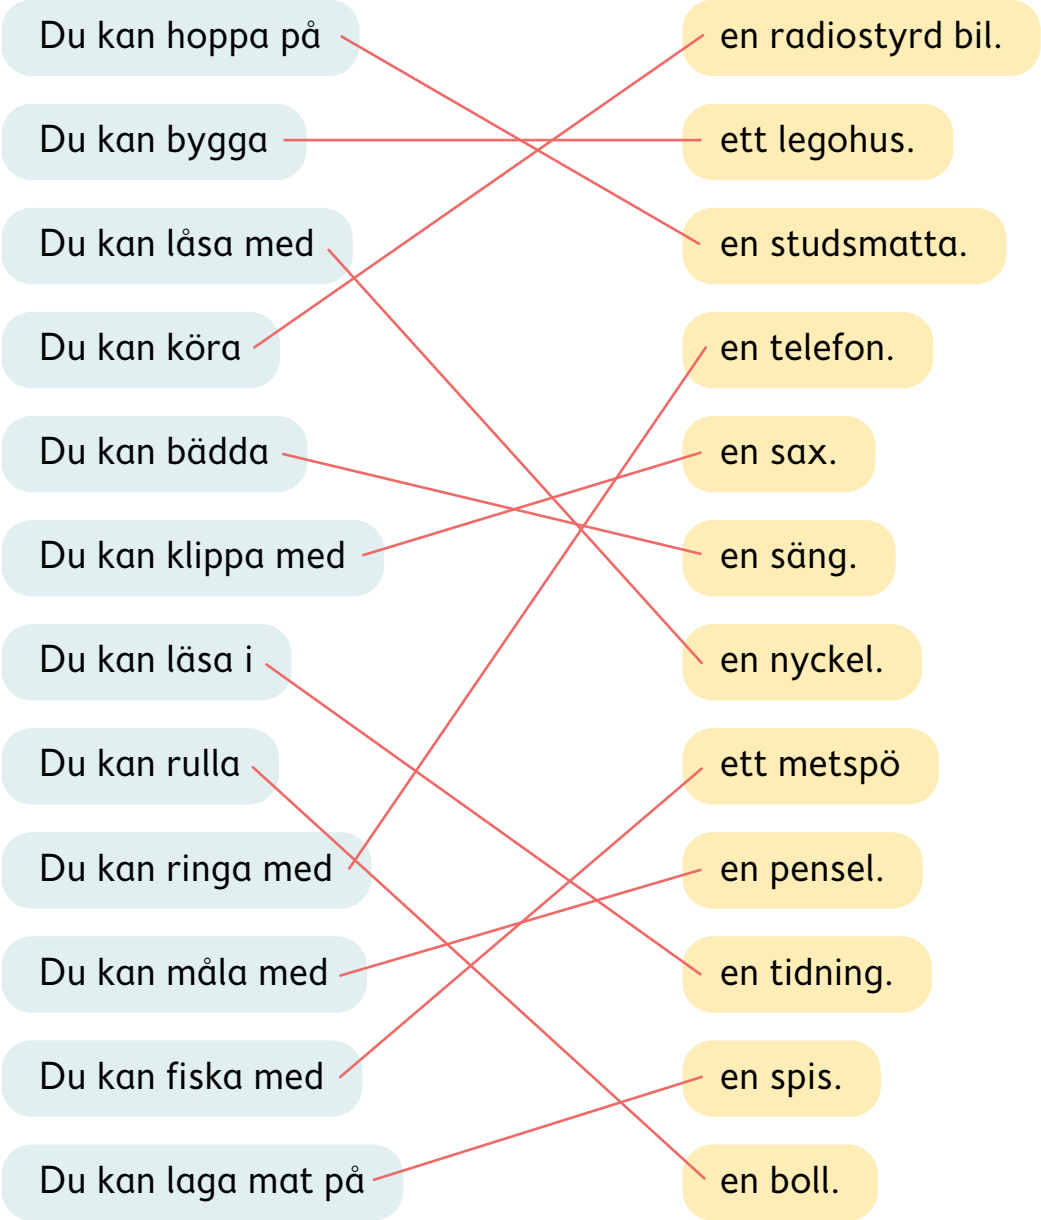 Du kan hoppa på
en radiostyrd bil.
Du kan bygga
ett legohus.
Du kan låsa med
en studsmatta.
Du kan köra
en telefon.
Du kan bädda
en sax.
Du kan klippa med
en säng.
Du kan läsa i
en nyckel.
Du kan rulla
ett metspö
Du kan ringa med
en pensel.
Du kan måla med
en tidning.
Du kan fiska med
en spis.
Du kan laga mat på
en boll.